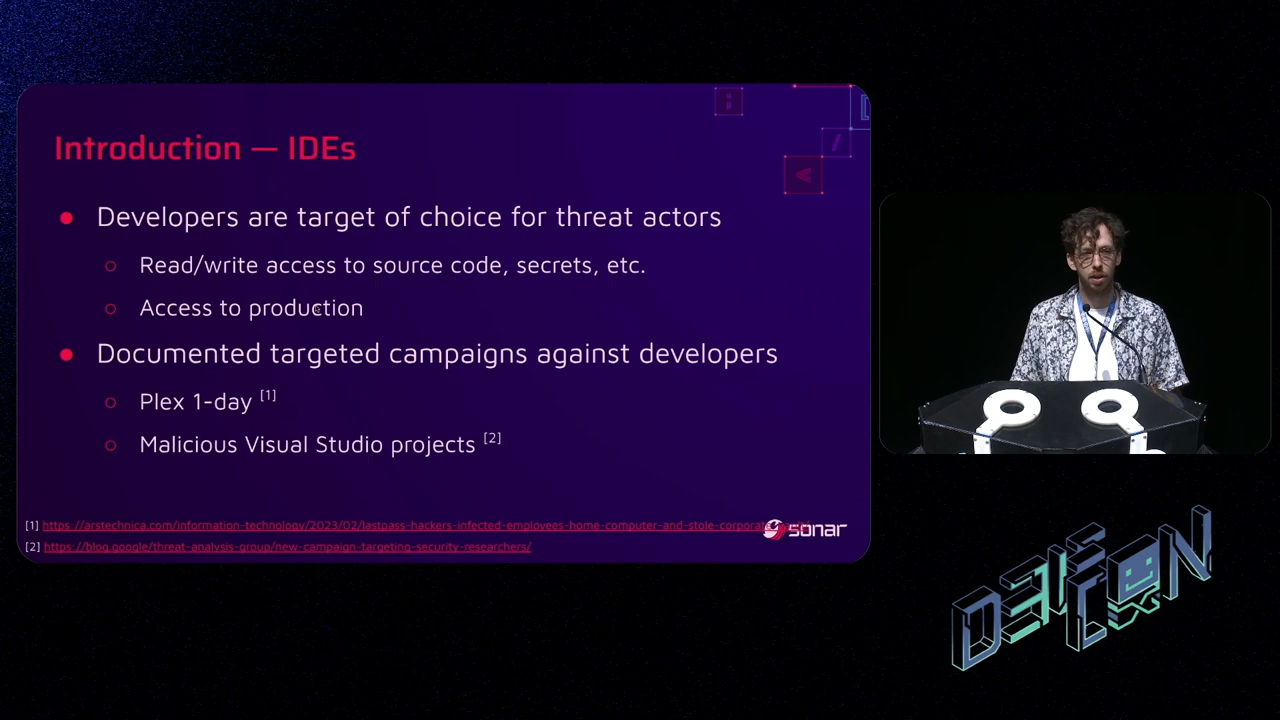 Introduction — IDEs
● Developers are target of choice for threat actors
○ Read/write access to source code, secrets, etc.
○ Access to production
● Documented targeted campaigns against developers
○ Plex 1-day [1]
○ Malicious Visual Studio projects [2]
[1] https://arstechnica.com/information-technology/2023/02/lastpass-hackers-infected-employees-home-computer-and-stole-corporate
sonar
[2] https://blog.google/threat-analysis-group/new-campaign-targeting-security-researchers/
DEF CON